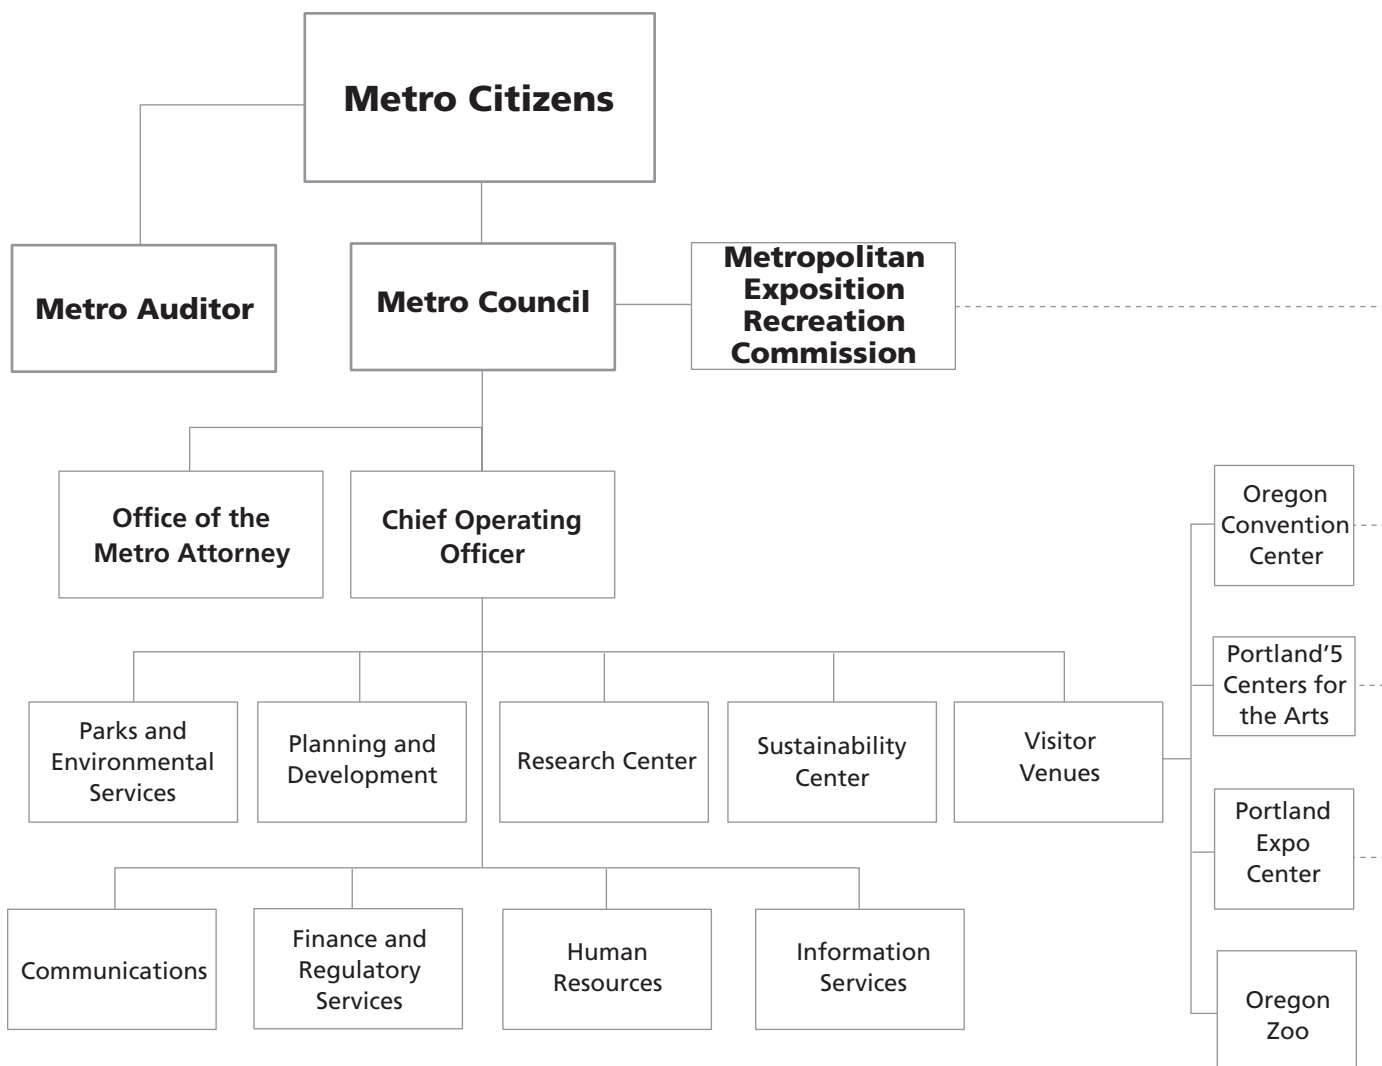 Metro Citizens
Metro Auditor
Metro Council
Metropolitan
Exposition
Recreation
Commission
Office of the
Metro Attorney
Chief Operating
Officer
Oregon
Convention
Center
Portland'5
Centers for
the Arts
Portland
Expo
Center
Oregon
Zoo
Parks and
Environmental
Services
Planning and
Development
Research Center
Sustainability
Center
Visitor
Venues
Communications
Finance and
Regulatory
Services
Human
Resources
Information
Services